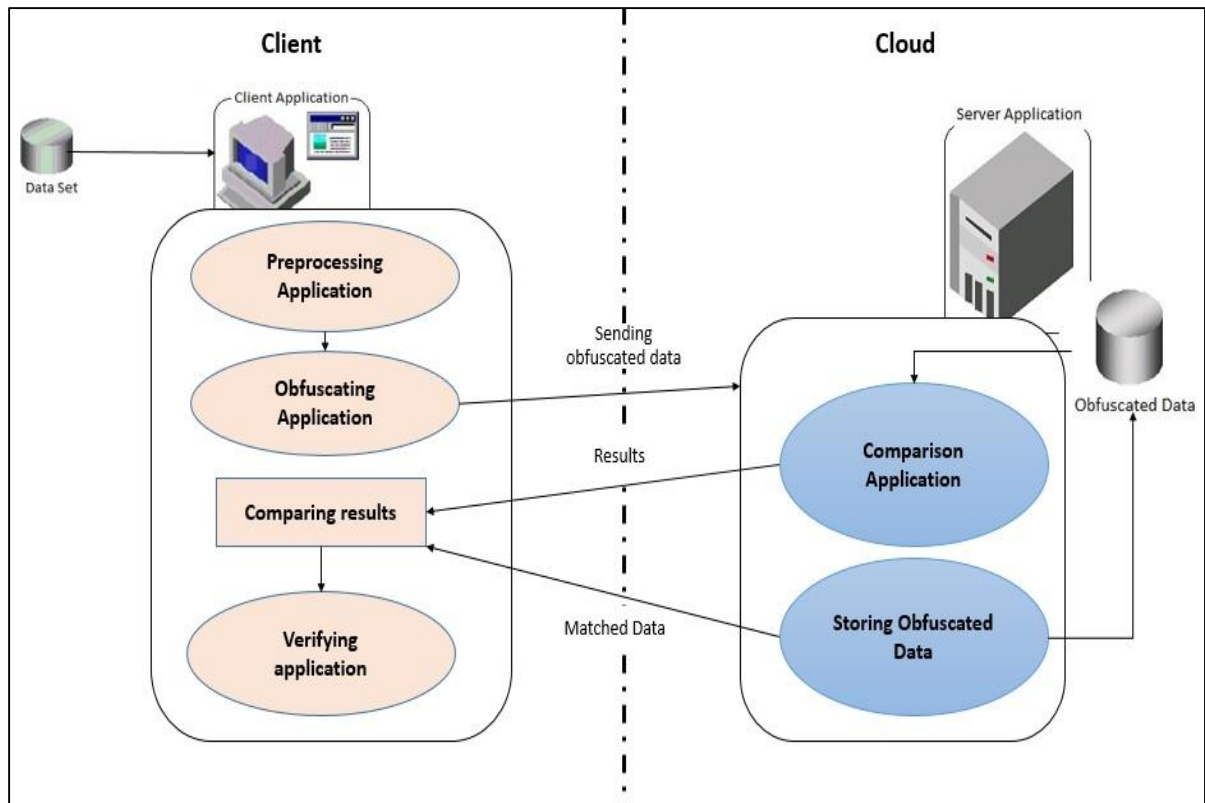 Client
Cloud
Client Application
Server Application
Data Set
Preprocessing
Application
Sending
obfuscated data
Obfuscating
Application
Obfuscated Data
Results
Comparison
Application
Comparing results
Matched Data
Storing Obfuscated
Data
Verifying
application